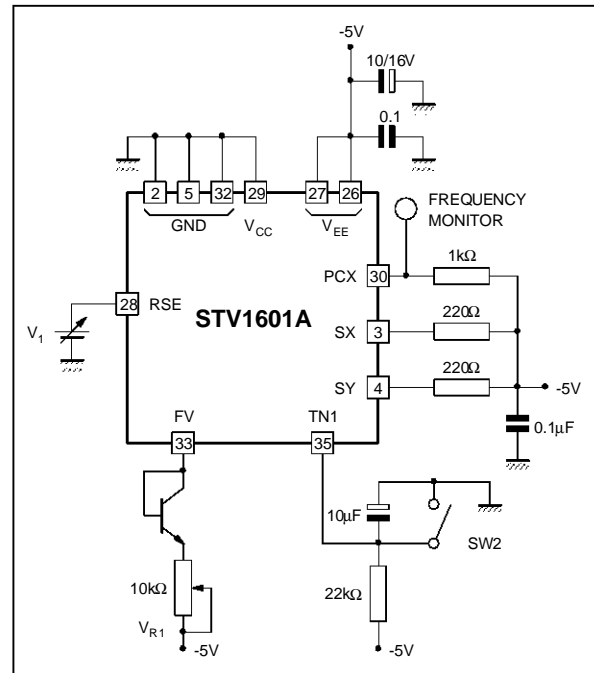 -5V
10/16V
0.1
2 5 32 29 27 26
GND VCC VEE
FREQUENCY
MONITOR
PCX 30 1kΩ
28 RSE
STV1601A
V1
SX 3 220Ω
SY 4 220Ω
-5V
0.1µF
FV TN1
33 35
10µF
SW2
10kΩ
22kΩ
VR1
-5V
-5V